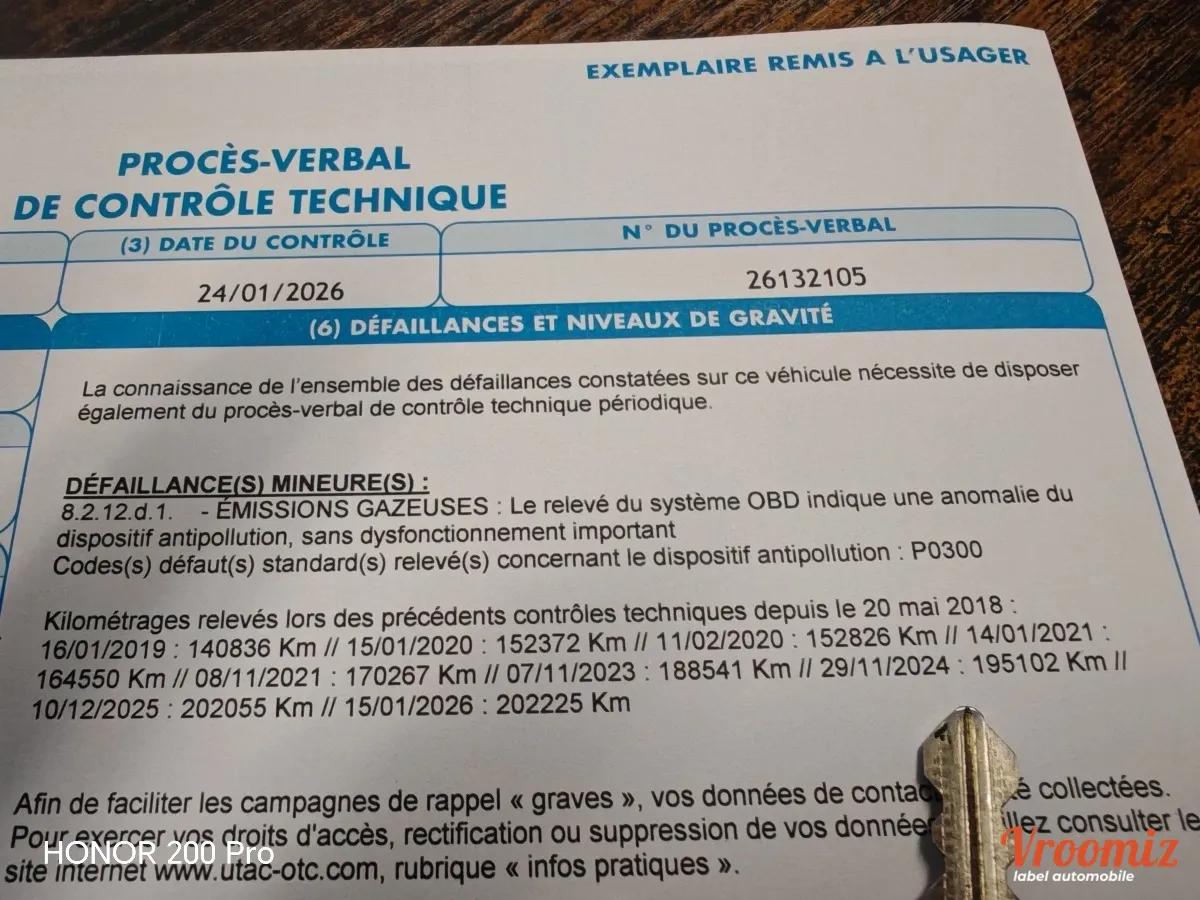 EXEMPLAIRE REMIS A L'USAGER
PROCÈS-VERBAL
DE CONTRÔLE TECHNIQUE
(3) DATE DU CONTRÔLE
N° DU PROCÈS-VERBAL
24/01/2026
26132105
(6) DÉFAILLANCES ET NIVEAUX DE GRAVITÉ
La connaissance de l'ensemble des défaillances constatées sur ce véhicule nécessite de disposer
également du procès-verbal de contrôle technique périodique.
DÉFAILLANCE(S) MINEURE(S) :
8.2.12.d.1. - ÉMISSIONS GAZEUSES : Le relevé du système OBD indique une anomalie du
dispositif antipollution, sans dysfonctionnement important
Codes(s) défaut(s) standard(s) relevé(s) concernant le dispositif antipollution : P0300
Kilométrages relevés lors des précédents contrôles techniques depuis le 20 mai 2018 :
16/01/2019 : 140836 Km // 15/01/2020 : 152372 Km // 11/02/2020 : 152826 Km // 14/01/2021 :
164550 Km // 08/11/2021 : 170267 Km // 07/11/2023 : 188541 Km // 29/11/2024 : 195102 Km //
10/12/2025 : 202055 Km // 15/01/2026 : 202225 Km
Afin de faciliter les campagnes de rappel « graves », vos données de contac é collectées.
Pour exercer vos droits d'accès, rectification ou suppression de vos donnée llez consulter le
site internet www.utac-otc.com, rubrique « infos pratiques ».
HONOR 200 Pro
Vroomiz
label automobile